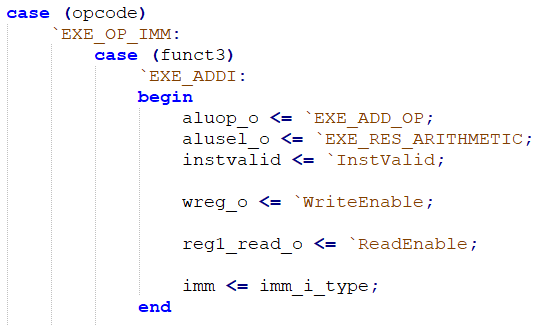 case (opcode)
`EXE_OP_IMM:
case (funct3)
`EXE_ADDI:
begin
aluop_o <= `EXE_ADD_OP;
alusel_o <= `EXE_RES_ARITHMETIC;
instvalid <= `InstValid;
wreg_o <= `WriteEnable;
reg1_read_o <= `ReadEnable;
imm <= imm_i_type;
end